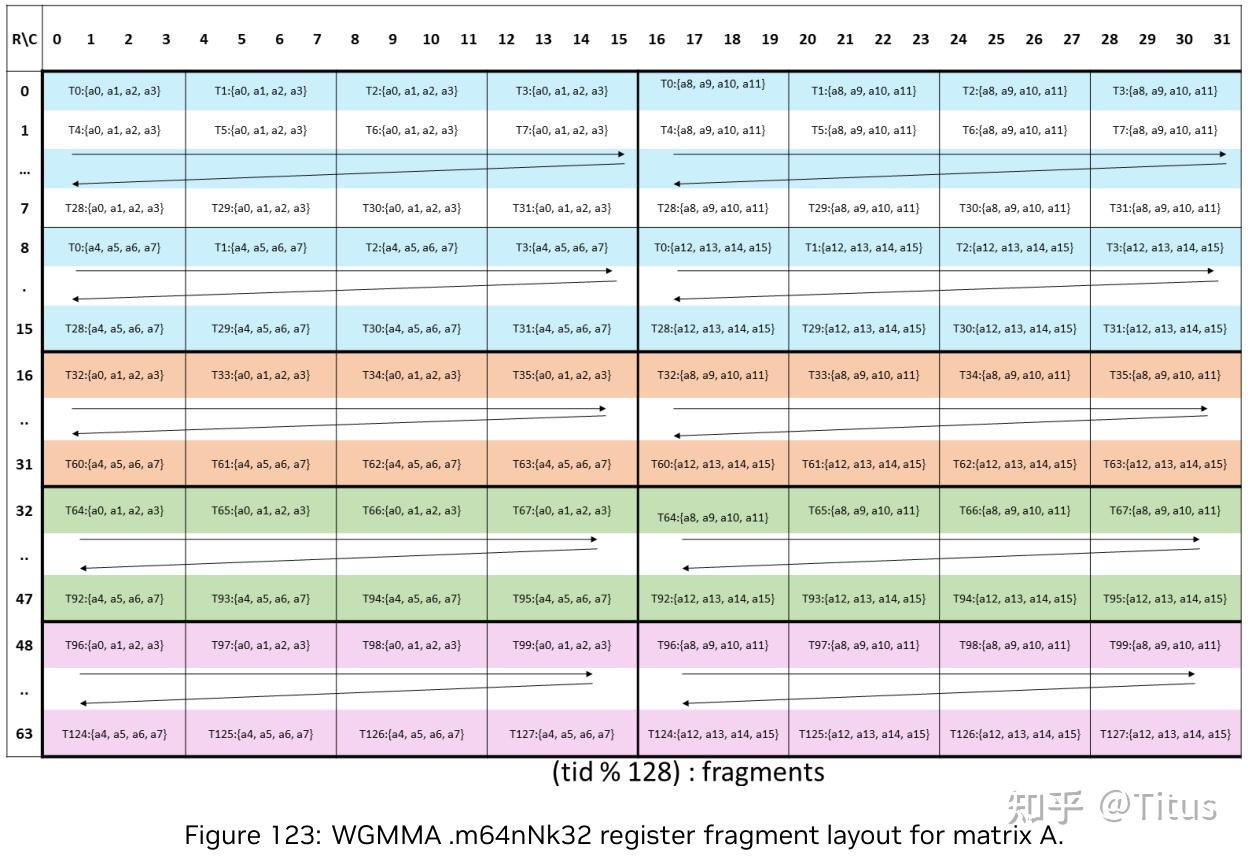 R\C 0 1 2 3 4 5 6 7 8 9 10 11 12 13 14 15 16 17 18 19 20 21 22 23 24 25 26 27 28 29 30 31
0 T0:{a0, a1, a2, a3} T1:{a0, a1, a2, a3} T2:{a0, a1, a2, a3} T3:{a0, a1, a2, a3} T0:{a8, a9, a10, a11} T1:{a8, a9, a10, a11} T2:{a8, a9, a10, a11} T3:{a8, a9, a10, a11}
1 T4:{a0, a1, a2, a3} T5:{a0, a1, a2, a3} T6:{a0, a1, a2, a3} T7:{a0, a1, a2, a3} T4:{a8, a9, a10, a11} T5:{a8, a9, a10, a11} T6:{a8, a9, a10, a11} T7:{a8, a9, a10, a11}
...
7 T28:{a0, a1, a2, a3} T29:{a0, a1, a2, a3} T30:{a0, a1, a2, a3} T31:{a0, a1, a2, a3} T28:{a8, a9, a10, a11} T29:{a8, a9, a10, a11} T30:{a8, a9, a10, a11} T31:{a8, a9, a10, a11}
8 T0:{a4, a5, a6, a7} T1:{a4, a5, a6, a7} T2:{a4, a5, a6, a7} T3:{a4, a5, a6, a7} T0:{a12, a13, a14, a15} T1:{a12, a13, a14, a15} T2:{a12, a13, a14, a15} T3:{a12, a13, a14, a15}
.
15 T28:{a4, a5, a6, a7} T29:{a4, a5, a6, a7} T30:{a4, a5, a6, a7} T31:{a4, a5, a6, a7} T28:{a12, a13, a14, a15} T29:{a12, a13, a14, a15} T30:{a12, a13, a14, a15} T31:{a12, a13, a14, a15}
16 T32:{a0, a1, a2, a3} T33:{a0, a1, a2, a3} T34:{a0, a1, a2, a3} T35:{a0, a1, a2, a3} T32:{a8, a9, a10, a11} T33:{a8, a9, a10, a11} T34:{a8, a9, a10, a11} T35:{a8, a9, a10, a11}
..
31 T60:{a4, a5, a6, a7} T61:{a4, a5, a6, a7} T62:{a4, a5, a6, a7} T63:{a4, a5, a6, a7} T60:{a12, a13, a14, a15} T61:{a12, a13, a14, a15} T62:{a12, a13, a14, a15} T63:{a12, a13, a14, a15}
32 T64:{a0, a1, a2, a3} T65:{a0, a1, a2, a3} T66:{a0, a1, a2, a3} T67:{a0, a1, a2, a3} T64:{a8, a9, a10, a11} T65:{a8, a9, a10, a11} T66:{a8, a9, a10, a11} T67:{a8, a9, a10, a11}
..
47 T92:{a4, a5, a6, a7} T93:{a4, a5, a6, a7} T94:{a4, a5, a6, a7} T95:{a4, a5, a6, a7} T92:{a12, a13, a14, a15} T93:{a12, a13, a14, a15} T94:{a12, a13, a14, a15} T95:{a12, a13, a14, a15}
48 T96:{a0, a1, a2, a3} T97:{a0, a1, a2, a3} T98:{a0, a1, a2, a3} T99:{a0, a1, a2, a3} T96:{a8, a9, a10, a11} T97:{a8, a9, a10, a11} T98:{a8, a9, a10, a11} T99:{a8, a9, a10, a11}
..
63 T124:{a4, a5, a6, a7} T125:{a4, a5, a6, a7} T126:{a4, a5, a6, a7} T127:{a4, a5, a6, a7} T124:{a12, a13, a14, a15} T125:{a12, a13, a14, a15} T126:{a12, a13, a14, a15} T127:{a12, a13, a14, a15}
(tid % 128) : fragments
知乎 @Titus
Figure 123: WGMMA .m64nNk32 register fragment layout for matrix A.